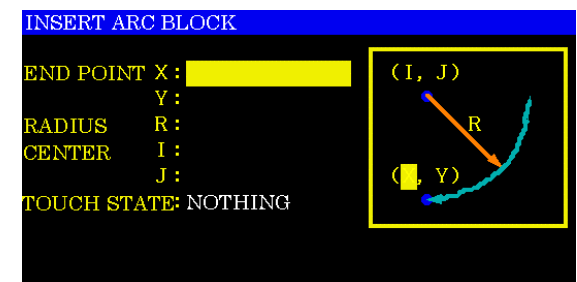 INSERT ARC BLOCK
END POINT X:
Y:
RADIUS R:
CENTER I:
J:
TOUCH STATE: NOTHING
(I, J)
R
(X, Y)